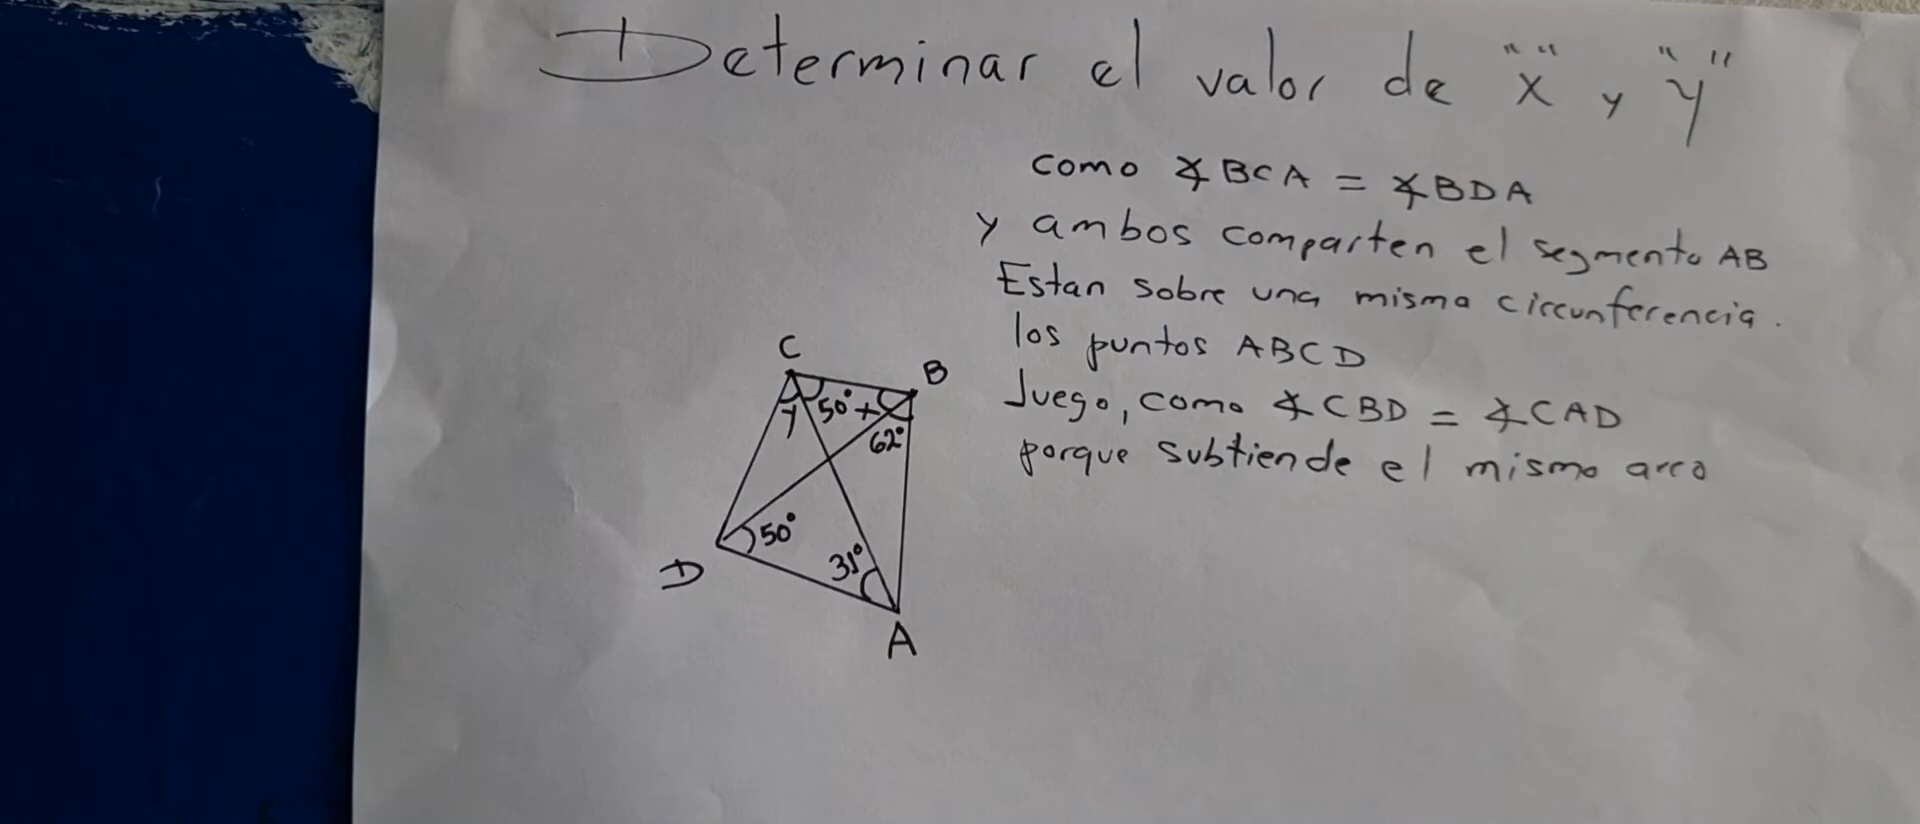 Determinar el valor de "x" y "y"
como ∡BCA = ∡BDA
y ambos comparten el segmento AB
Estan sobre una misma circunferencia.
los puntos ABCD
luego, como ∡CBD = ∡CAD
porque subtiende el mismo arco
C
B
y 50° x
62°
50°
31°
D
A